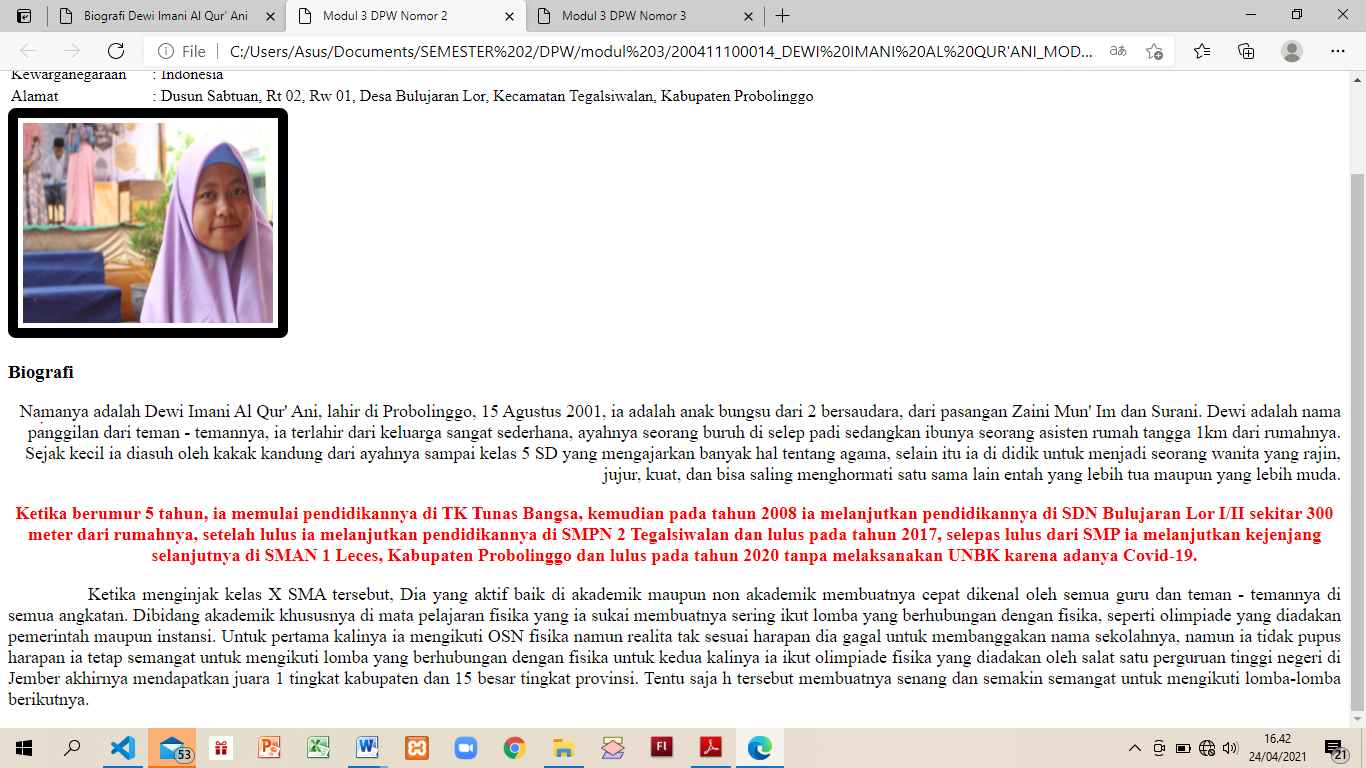 Biografi Dewi Imani Al Qur' Ani
Modul 3 DPW Nomor 2
Modul 3 DPW Nomor 3
File
C:/Users/Asus/Documents/SEMESTER%202/DPW/modul%203/200411100014_DEWI%20IMANI%20AL%20QUR'ANI_MOD...
Kewarganegaraan : Indonesia
Alamat : Dusun Sabtuan, Rt 02, Rw 01, Desa Bulujaran Lor, Kecamatan Tegalsiwalan, Kabupaten Probolinggo
Biografi
Namanya adalah Dewi Imani Al Qur' Ani, lahir di Probolinggo, 15 Agustus 2001, ia adalah anak bungsu dari 2 bersaudara, dari pasangan Zaini Mun' Im dan Surani. Dewi adalah nama
panggilan dari teman - temannya, ia terlahir dari keluarga sangat sederhana, ayahnya seorang buruh di selep padi sedangkan ibunya seorang asisten rumah tangga 1km dari rumahnya.
Sejak kecil ia diasuh oleh kakak kandung dari ayahnya sampai kelas 5 SD yang mengajarkan banyak hal tentang agama, selain itu ia di didik untuk menjadi seorang wanita yang rajin,
jujur, kuat, dan bisa saling menghormati satu sama lain entah yang lebih tua maupun yang lebih muda.
Ketika berumur 5 tahun, ia memulai pendidikannya di TK Tunas Bangsa, kemudian pada tahun 2008 ia melanjutkan pendidikannya di SDN Bulujaran Lor I/II sekitar 300
meter dari rumahnya, setelah lulus ia melanjutkan pendidikannya di SMPN 2 Tegalsiwalan dan lulus pada tahun 2017, selepas lulus dari SMP ia melanjutkan kejenjang
selanjutnya di SMAN 1 Leces, Kabupaten Probolinggo dan lulus pada tahun 2020 tanpa melaksanakan UNBK karena adanya Covid-19.
Ketika menginjak kelas X SMA tersebut, Dia yang aktif baik di akademik maupun non akademik membuatnya cepat dikenal oleh semua guru dan teman - temannya di
semua angkatan. Dibidang akademik khususnya di mata pelajaran fisika yang ia sukai membuatnya sering ikut lomba yang berhubungan dengan fisika, seperti olimpiade yang diadakan
pemerintah maupun instansi. Untuk pertama kalinya ia mengikuti OSN fisika namun realita tak sesuai harapan dia gagal untuk membanggakan nama sekolahnya, namun ia tidak pupus
harapan ia tetap semangat untuk mengikuti lomba yang berhubungan dengan fisika untuk kedua kalinya ia ikut olimpiade fisika yang diadakan oleh salat satu perguruan tinggi negeri di
Jember akhirnya mendapatkan juara 1 tingkat kabupaten dan 15 besar tingkat provinsi. Tentu saja h tersebut membuatnya senang dan semakin semangat untuk mengikuti lomba-lomba
berikutnya.
53
16.42
24/04/2021
21